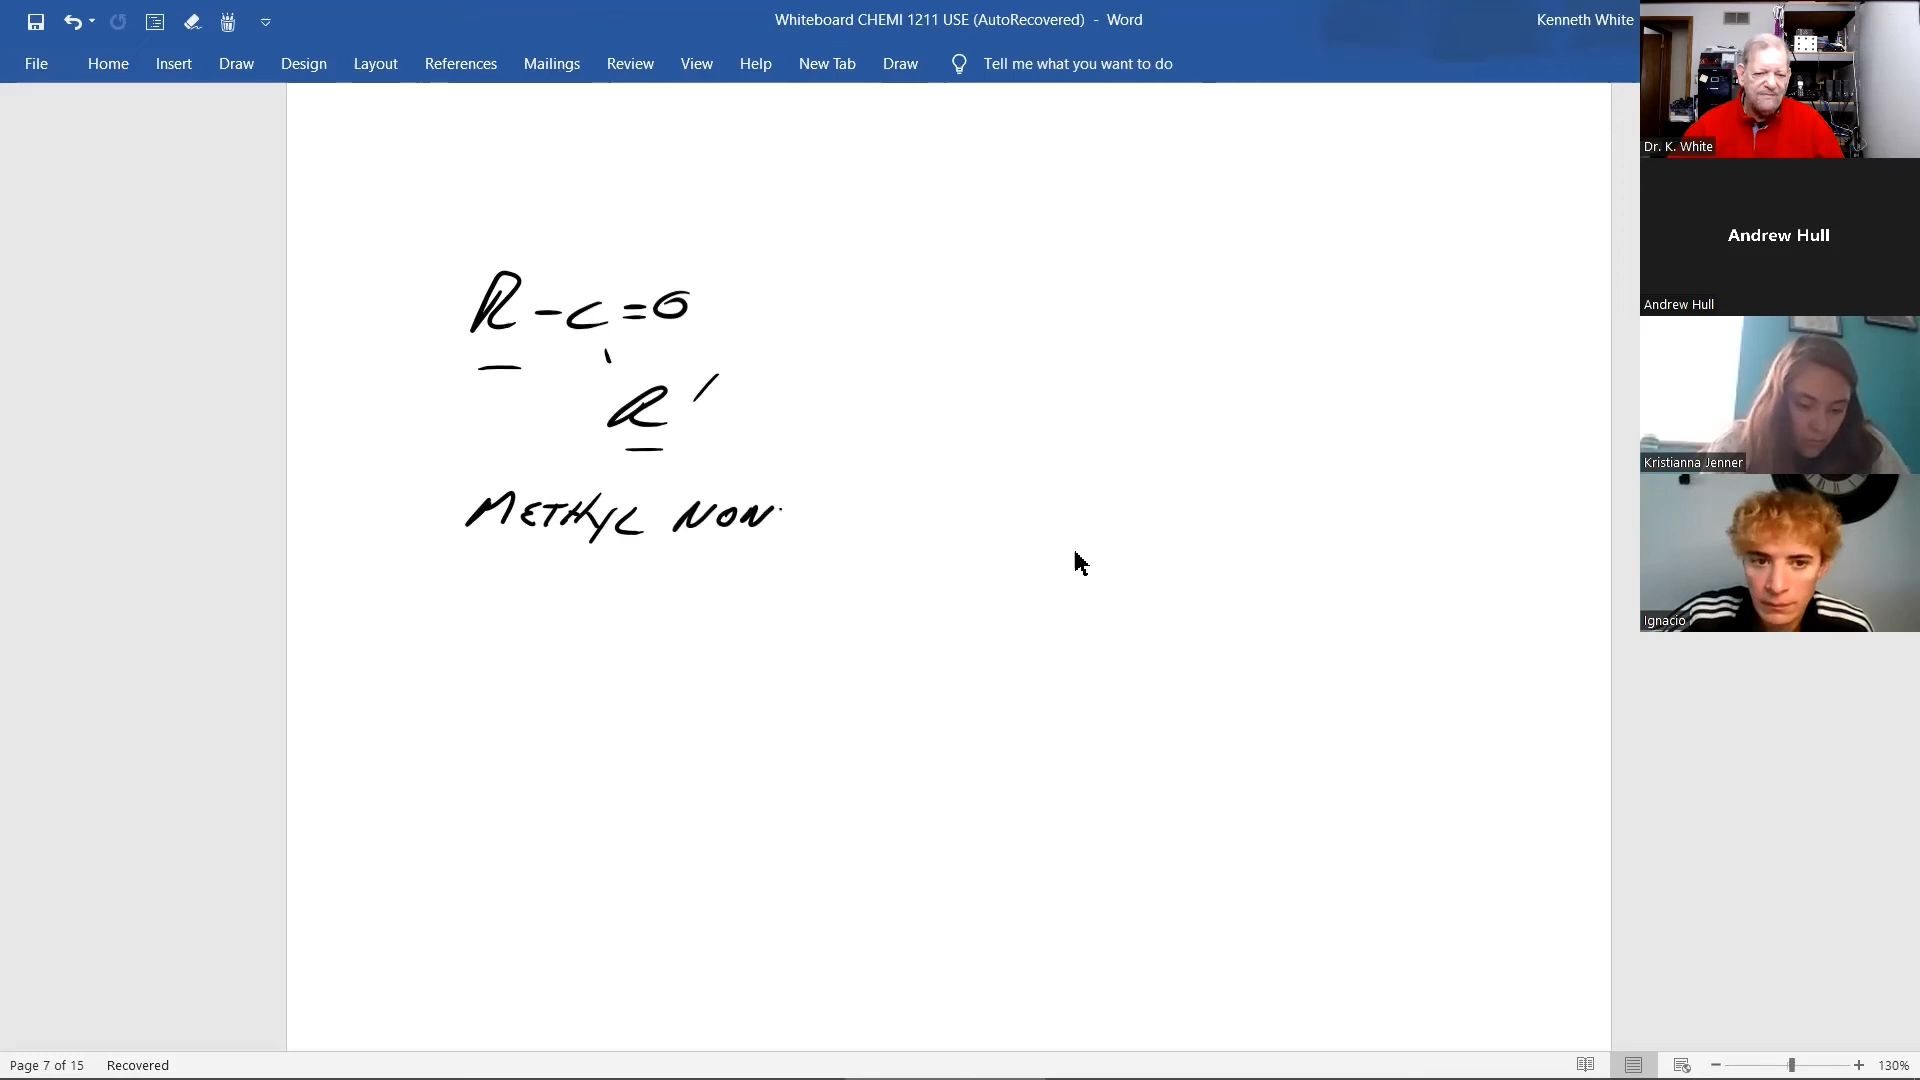 Whiteboard CHEMI 1211 USE (AutoRecovered) - Word
Kenneth White
File Home Insert Draw Design Layout References Mailings Review View Help New Tab Draw Tell me what you want to do
Dr. K. White
Andrew Hull
Andrew Hull
Kristianna Jenner
Ignacio
R-C=O
R'
METHYL NON
Page 7 of 15 Recovered
130%